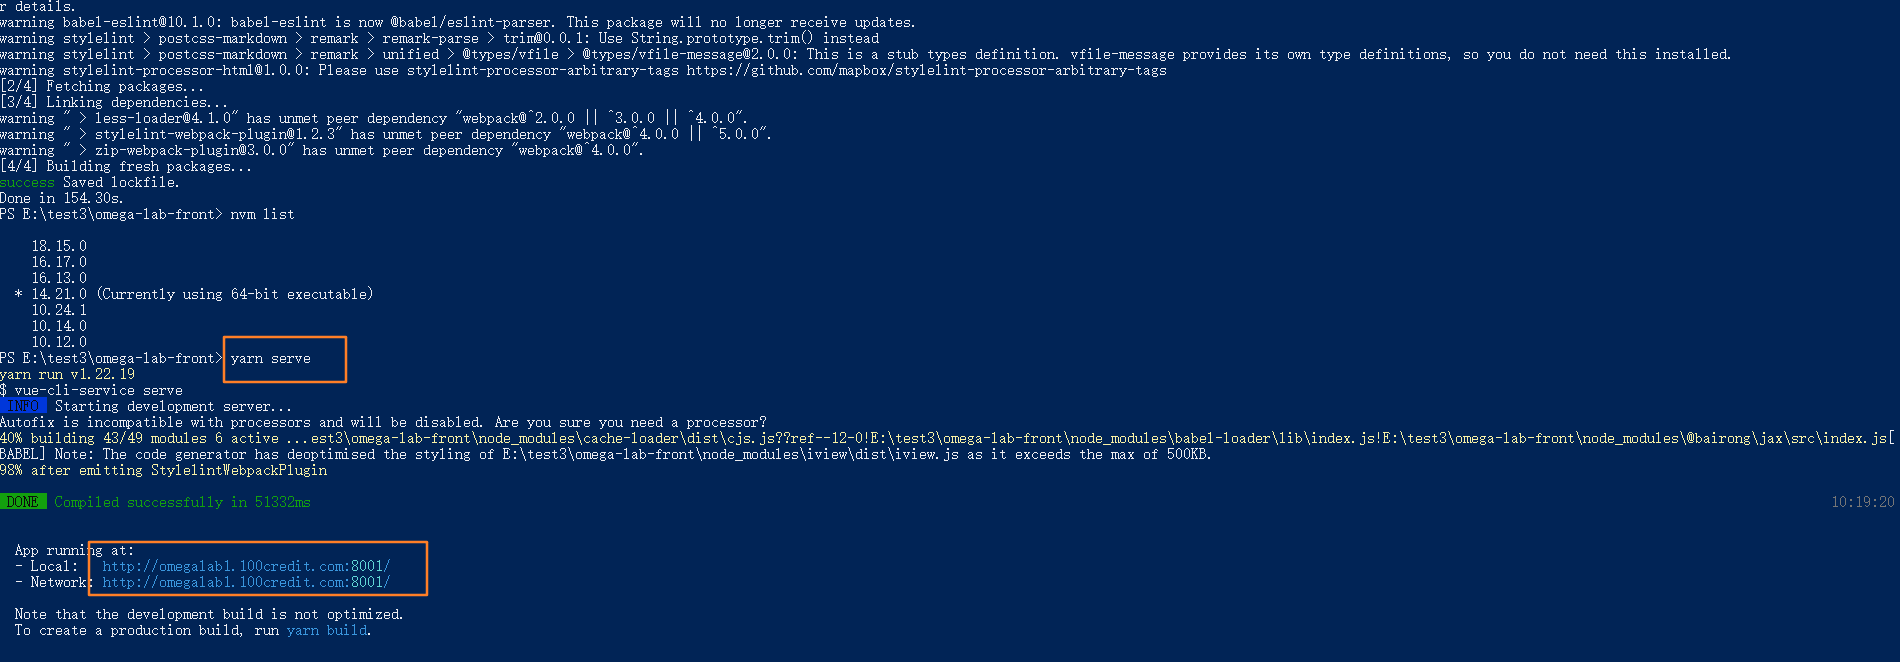 r details.
warning babel-eslint@10.1.0: babel-eslint is now @babel/eslint-parser. This package will no longer receive updates.
warning stylelint > postcss-markdown > remark > remark-parse > trim@0.0.1: Use String.prototype.trim() instead
warning stylelint > postcss-markdown > remark > unified > @types/vfile > @types/vfile-message@2.0.0: This is a stub types definition. vfile-message provides its own type definitions, so you do not need this installed.
warning stylelint-processor-html@1.0.0: Please use stylelint-processor-arbitrary-tags https://github.com/mapbox/stylelint-processor-arbitrary-tags
[2/4] Fetching packages...
[3/4] Linking dependencies...
warning " > less-loader@4.1.0" has unmet peer dependency "webpack@^2.0.0 || ^3.0.0 || ^4.0.0".
warning " > stylelint-webpack-plugin@1.2.3" has unmet peer dependency "webpack@^4.0.0 || ^5.0.0".
warning " > zip-webpack-plugin@3.0.0" has unmet peer dependency "webpack@^4.0.0".
[4/4] Building fresh packages...
success Saved lockfile.
Done in 154.30s.
PS E:\test3\omega-lab-front> nvm list
18.15.0
16.17.0
16.13.0
* 14.21.0 (Currently using 64-bit executable)
10.24.1
10.14.0
10.12.0
PS E:\test3\omega-lab-front> yarn serve
yarn run v1.22.19
$ vue-cli-service serve
INFO Starting development server...
Autofix is incompatible with processors and will be disabled. Are you sure you need a processor?
40% building 43/49 modules 6 active ...est3\omega-lab-front\node_modules\cache-loader\dist\cjs.js??ref--12-0!E:\test3\omega-lab-front\node_modules\babel-loader\lib\index.js!E:\test3\omega-lab-front\node_modules\@bairong\jax\src\index.js[
BABEL] Note: The code generator has deoptimised the styling of E:\test3\omega-lab-front\node_modules\iview\dist\iview.js as it exceeds the max of 500KB.
98% after emitting StylelintWebpackPlugin
DONE Compiled successfully in 51332ms 10:19:20
App running at:
- Local: http://omegalab1.100credit.com:8001/
- Network: http://omegalab1.100credit.com:8001/
Note that the development build is not optimized.
To create a production build, run yarn build.